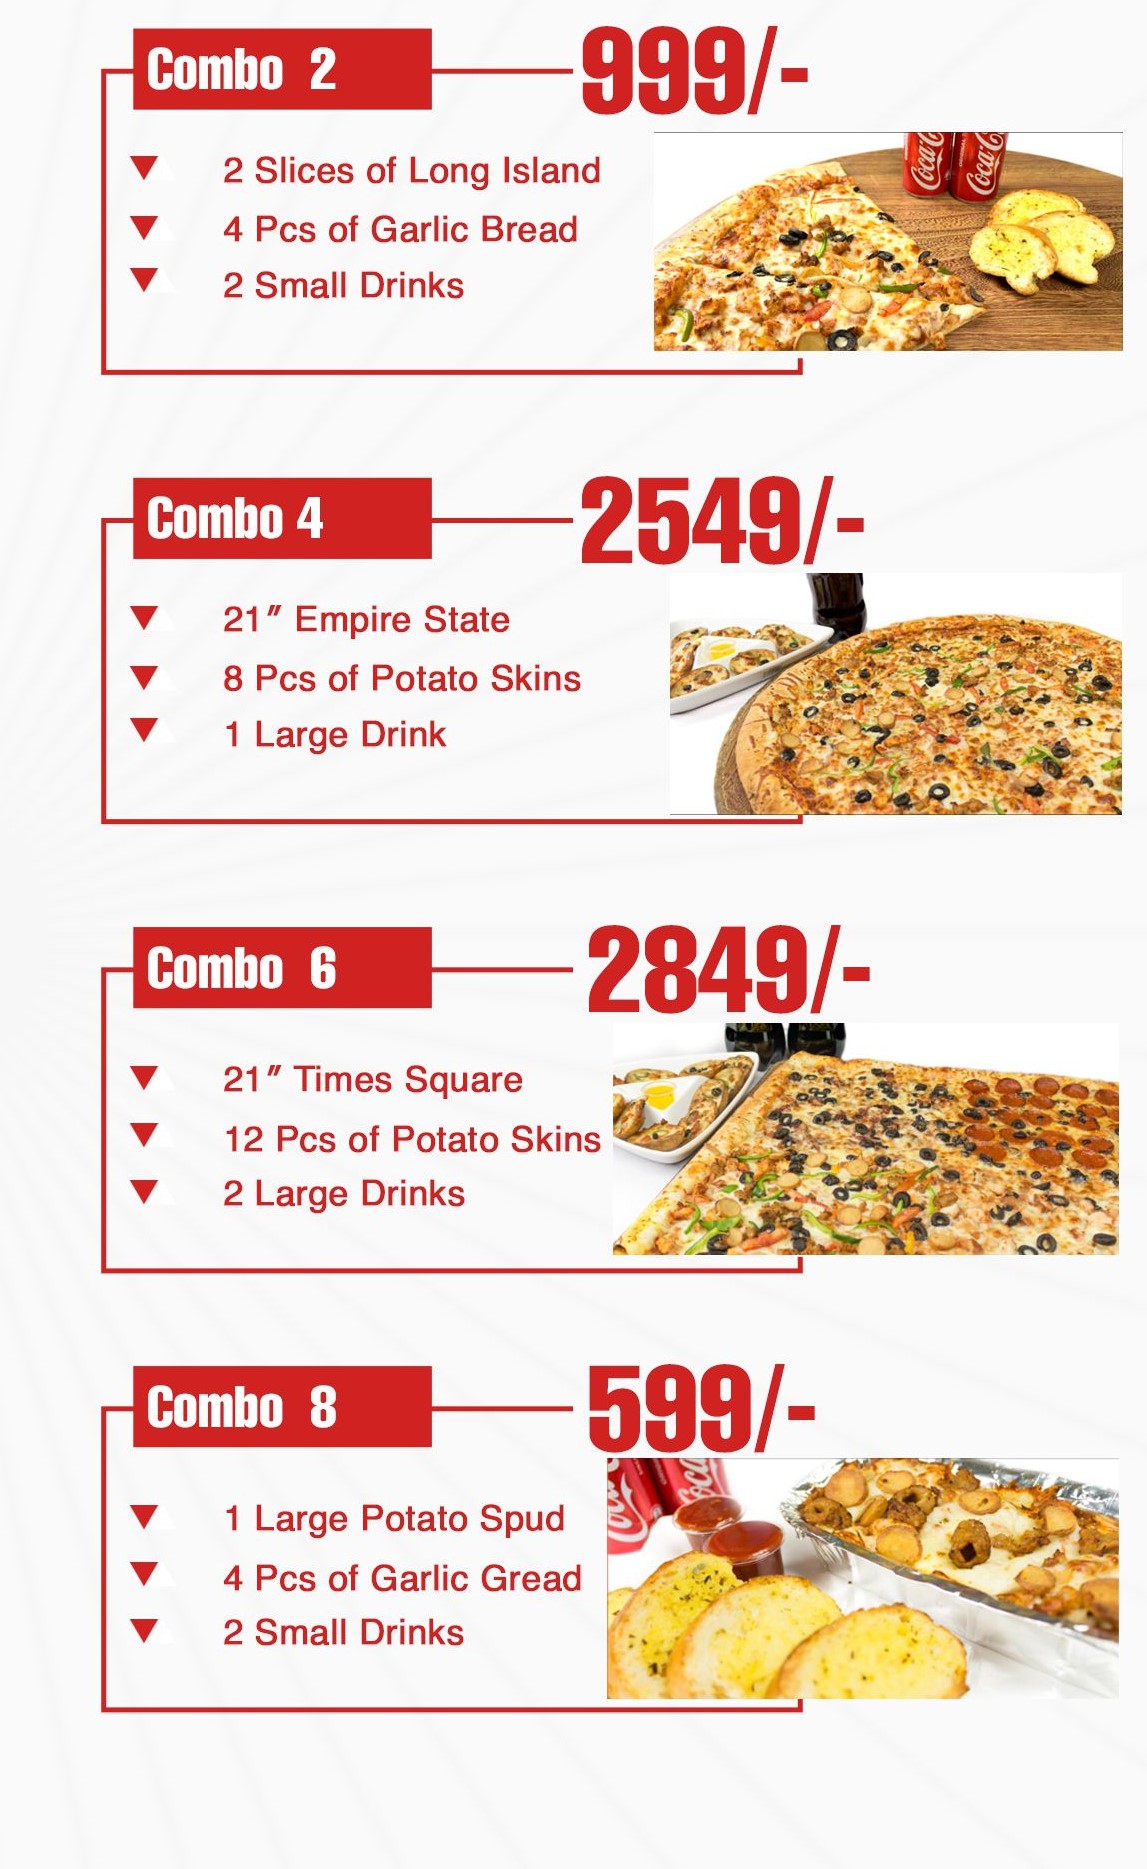 Combo 2
999/-
2 Slices of Long Island
4 Pcs of Garlic Bread
2 Small Drinks
Coca-C
Coca-C
Combo 4
2549/-
21" Empire State
8 Pcs of Potato Skins
1 Large Drink
Combo 6
2849/-
21" Times Square
12 Pcs of Potato Skins
2 Large Drinks
Combo 8
599/-
1 Large Potato Spud
4 Pcs of Garlic Gread
2 Small Drinks